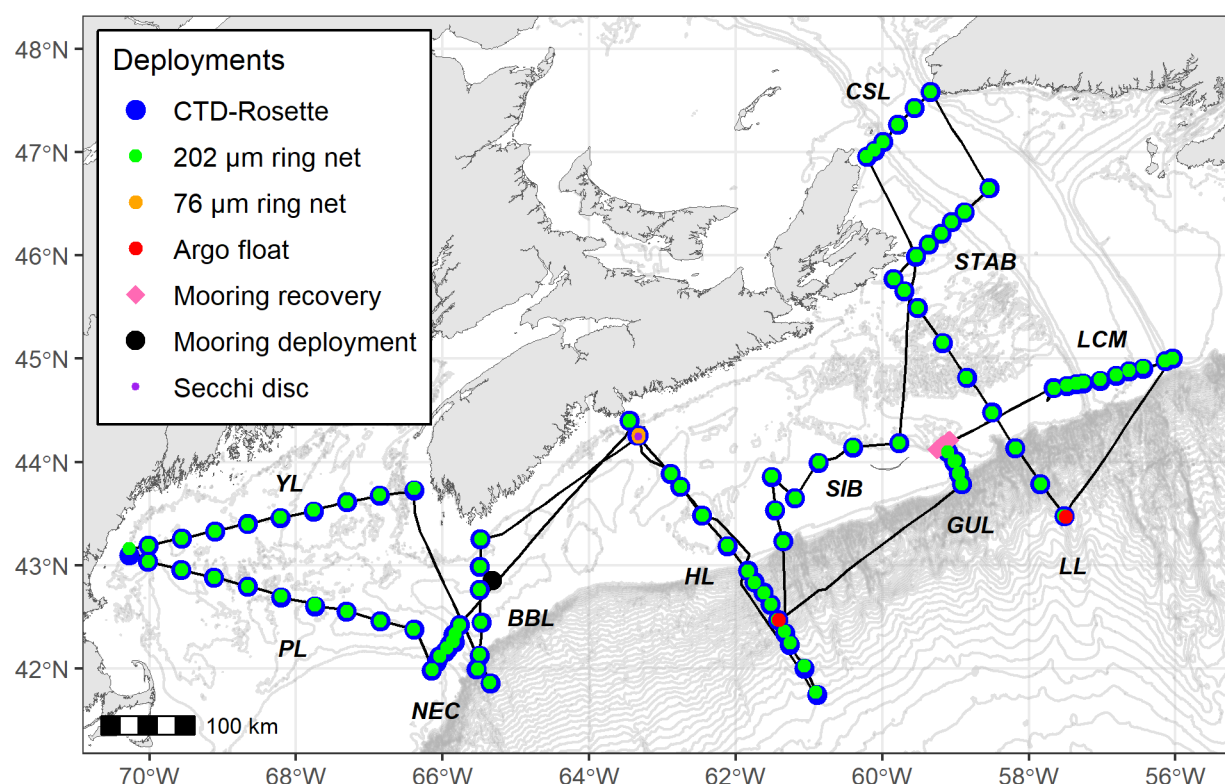 48°N
47°N
46°N
45°N
44°N
43°N
42°N
Deployments
CTD-Rosette
202 µm ring net
76 µm ring net
Argo float
Mooring recovery
Mooring deployment
Secchi disc
CSL
STAB
LCM
YL
SIB
GUL
HL
LL
BBL
PL
NEC
100 km
70°W
68°W
66°W
64°W
62°W
60°W
58°W
56°W